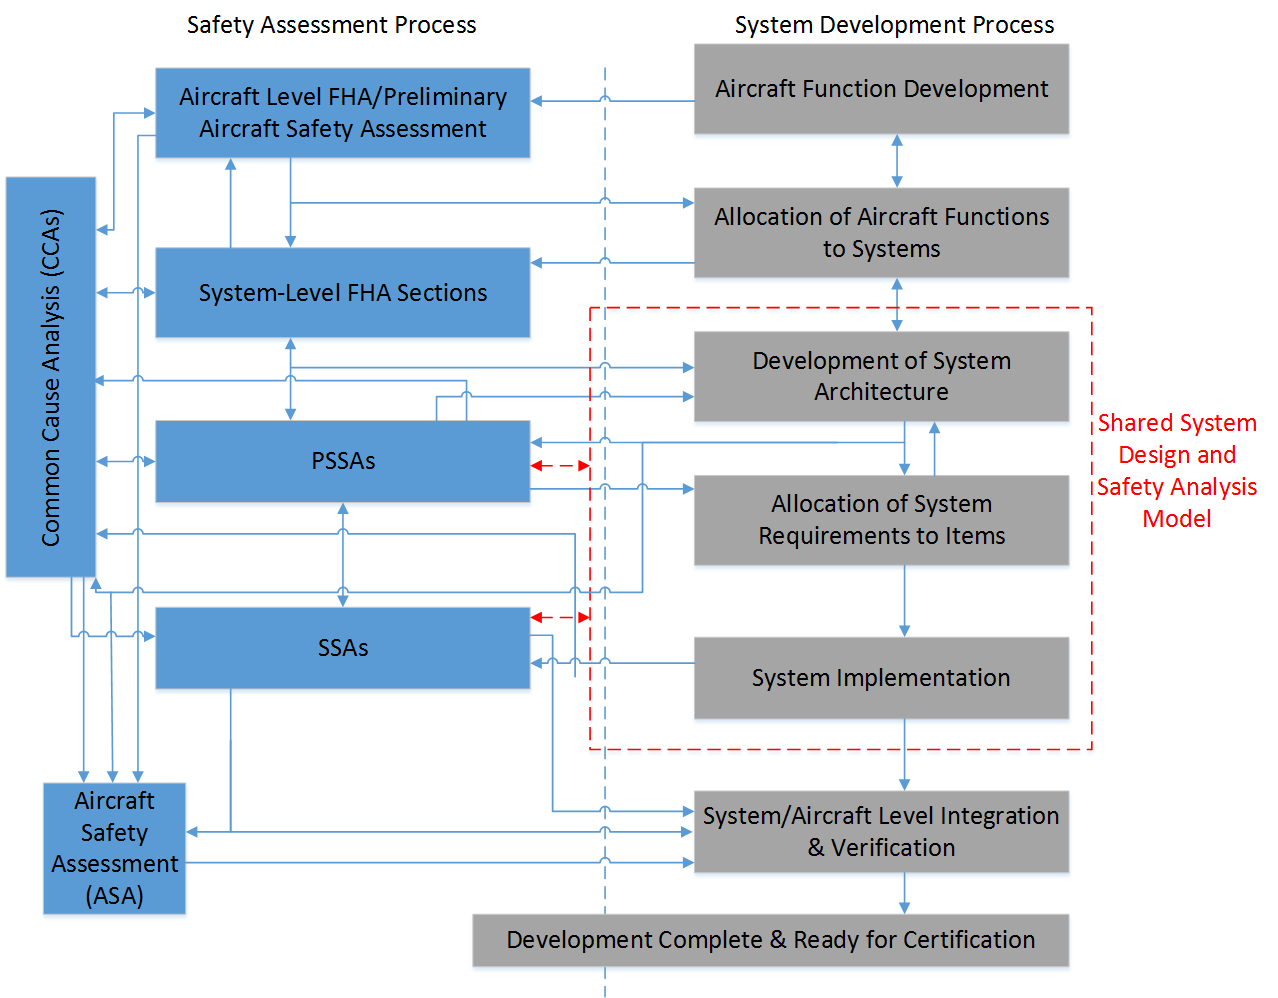 Safety Assessment Process
System Development Process
Aircraft Function Development
Aircraft Level FHA/Preliminary
Aircraft Safety Assessment
Allocation of Aircraft Functions
to Systems
Common Cause Analysis (CCAs)
System-Level FHA Sections
Development of System
Architecture
Shared System
Design and
Safety Analysis
Model
PSSAs
Allocation of System
Requirements to Items
SSAs
System Implementation
Aircraft
Safety
Assessment
(ASA)
System/Aircraft Level Integration
& Verification
Development Complete & Ready for Certification